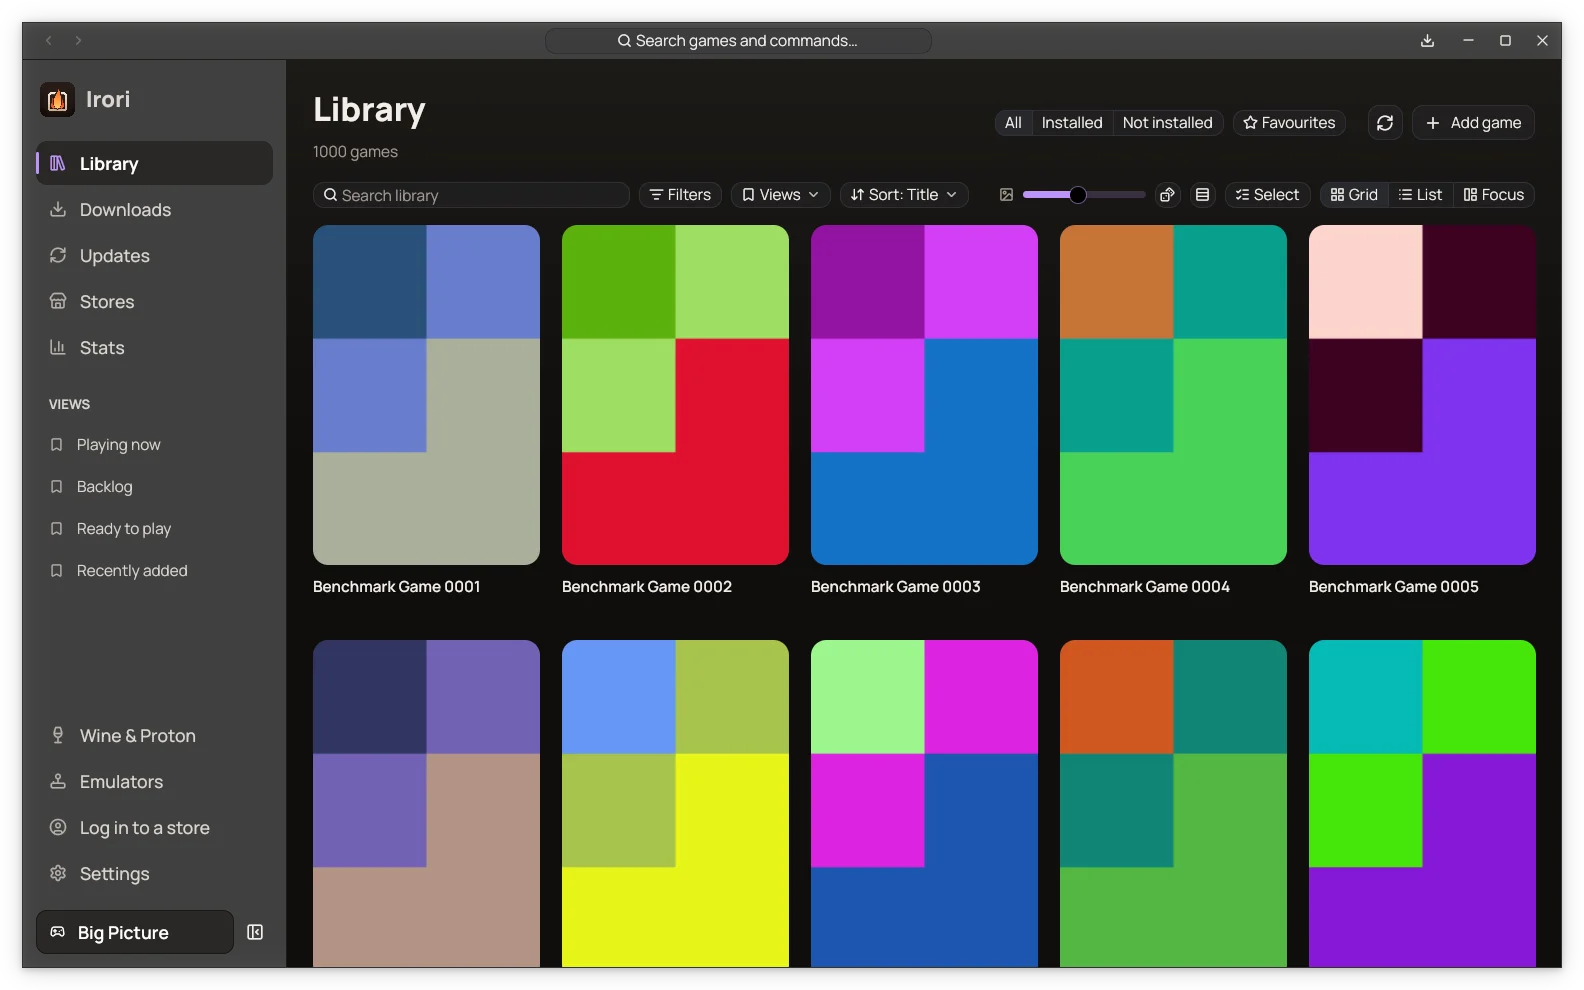 Search games and commands...
Irori
Library
Downloads
Updates
Stores
Stats
VIEWS
Playing now
Backlog
Ready to play
Recently added
Wine & Proton
Emulators
Log in to a store
Settings
Big Picture
Library
1000 games
All Installed Not installed Favourites Add game
Search library Filters Views Sort: Title Select Grid List Focus
Benchmark Game 0001 Benchmark Game 0002 Benchmark Game 0003 Benchmark Game 0004 Benchmark Game 0005